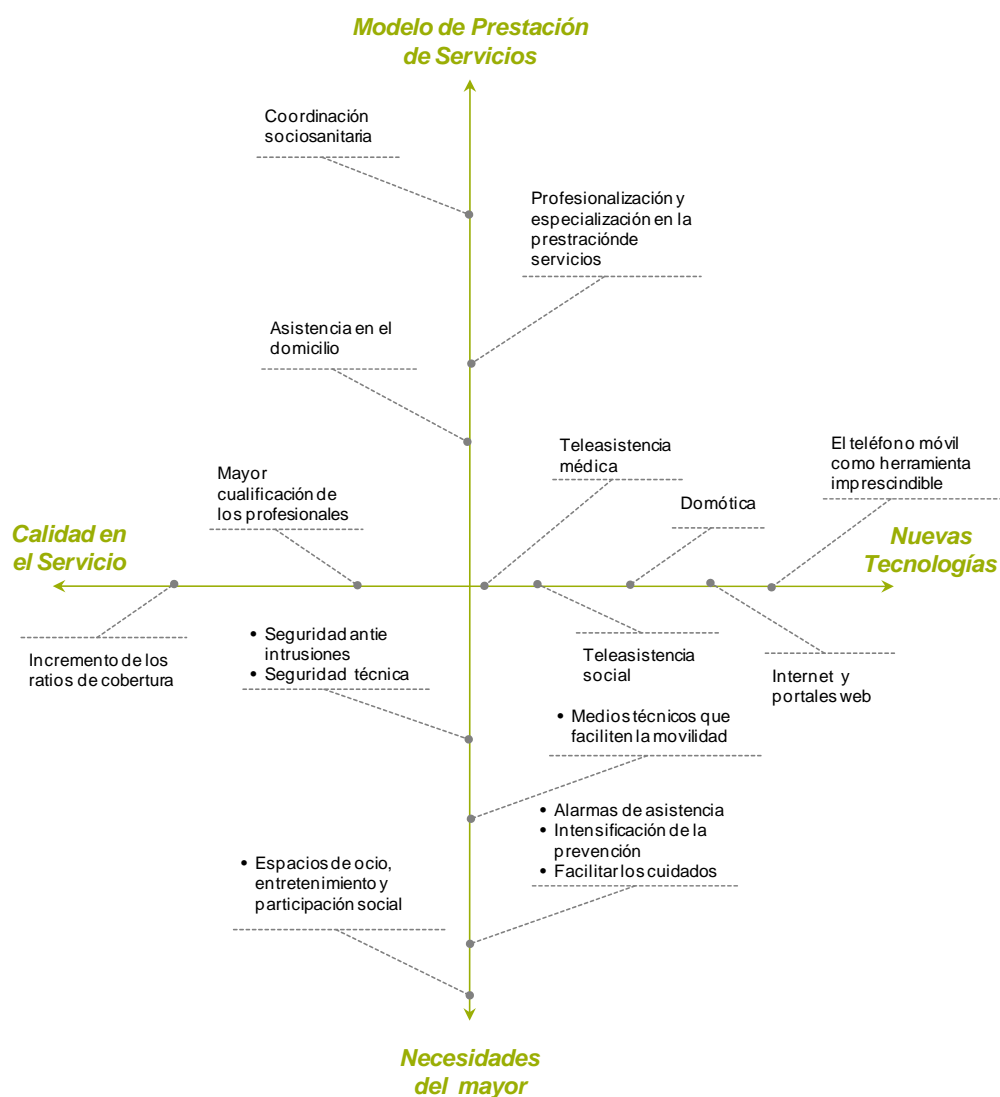 Modelo de Prestación
de Servicios
Coordinación
sociosanitaria
Profesionalización y
especialización en la
prestraciónde
servicios
Asistencia en el
domicilio
Teleasistencia
médica
El teléfono móvil
como herramienta
imprescindible
Mayor
cualificación de
los profesionales
Domótica
Calidad en
el Servicio
Nuevas
Tecnologías
• Seguridad antie
intrusiones
• Seguridad técnica
Incremento de los
ratios de cobertura
Teleasistencia
social
Internet y
portales web
• Medios técnicos que
faciliten la movilidad
• Alarmas de asistencia
• Intensificación de la
prevención
• Facilitar los cuidados
• Espacios de ocio,
entretenimiento y
participación social
Necesidades
del mayor